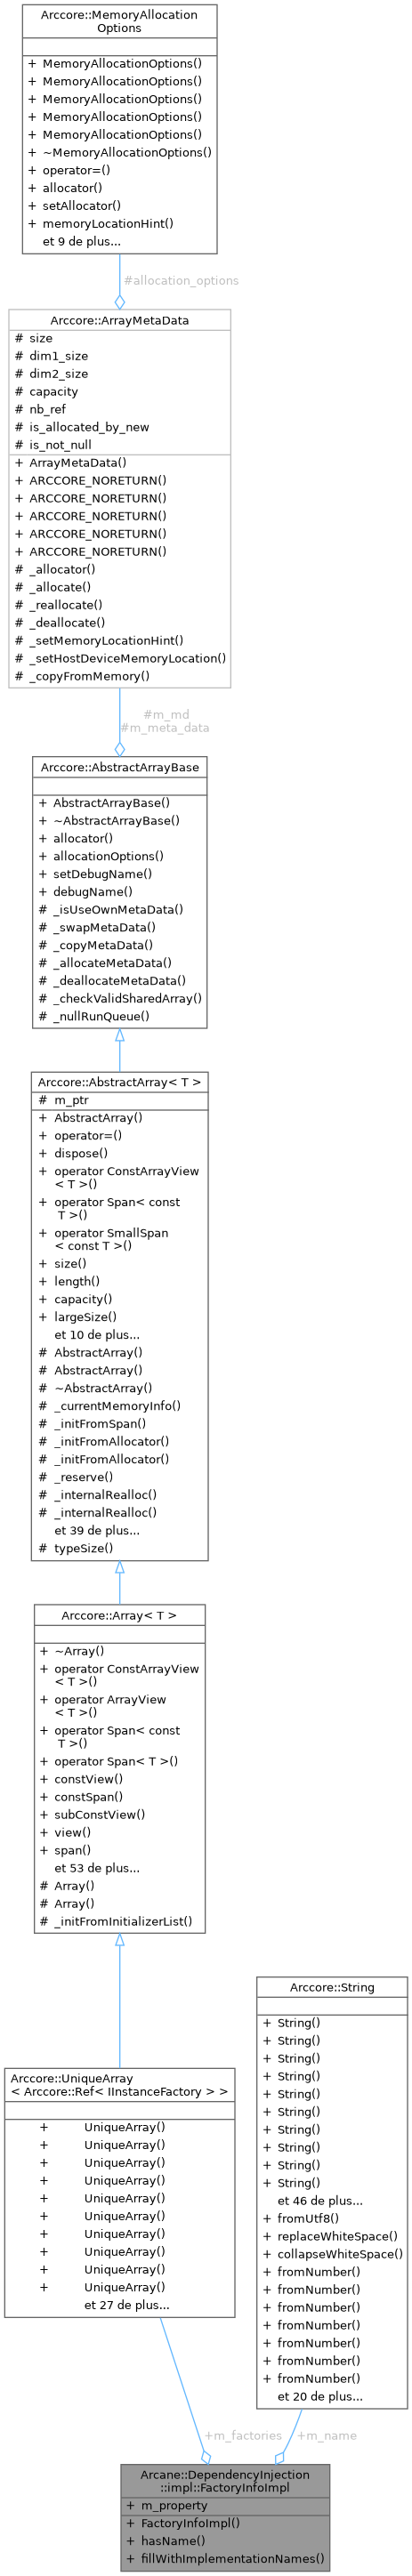 Arccore::MemoryAllocation
Options
+ MemoryAllocationOptions()
+ MemoryAllocationOptions()
+ MemoryAllocationOptions()
+ MemoryAllocationOptions()
+ MemoryAllocationOptions()
+ ~MemoryAllocationOptions()
+ operator=()
+ allocator()
+ setAllocator()
+ memoryLocationHint()
et 9 de plus...
#allocation_options
Arccore::ArrayMetaData
# size
# dim1_size
# dim2_size
# capacity
# nb_ref
# is_allocated_by_new
# is_not_null
+ ArrayMetaData()
+ ARCCORE_NORETURN()
+ ARCCORE_NORETURN()
+ ARCCORE_NORETURN()
+ ARCCORE_NORETURN()
+ ARCCORE_NORETURN()
# _allocator()
# _allocate()
# _reallocate()
# _deallocate()
# _setMemoryLocationHint()
# _setHostDeviceMemoryLocation()
# _copyFromMemory()
#m_md
#m_meta_data
Arccore::AbstractArrayBase
+ AbstractArrayBase()
+ ~AbstractArrayBase()
+ allocator()
+ allocationOptions()
+ setDebugName()
+ debugName()
# _isUseOwnMetaData()
# _swapMetaData()
# _copyMetaData()
# _allocateMetaData()
# _deallocateMetaData()
# _checkValidSharedArray()
# _nullRunQueue()
Arccore::AbstractArray< T >
# m_ptr
+ AbstractArray()
+ operator=()
+ dispose()
+ operator ConstArrayView
< T >()
+ operator Span< const
T >()
+ operator SmallSpan
< const T >()
+ size()
+ length()
+ capacity()
+ largeSize()
et 10 de plus...
# AbstractArray()
# AbstractArray()
# ~AbstractArray()
# _currentMemoryInfo()
# _initFromSpan()
# _initFromAllocator()
# _initFromAllocator()
# _reserve()
# _internalRealloc()
# _internalRealloc()
et 39 de plus...
# typeSize()
Arccore::Array< T >
+ ~Array()
+ operator ConstArrayView
< T >()
+ operator ArrayView
< T >()
+ operator Span< const
T >()
+ operator Span< T >()
+ constView()
+ constSpan()
+ subConstView()
+ view()
+ span()
et 53 de plus...
# Array()
# Array()
# _initFromInitializerList()
Arccore::String
+ String()
+ String()
+ String()
+ String()
+ String()
+ String()
+ String()
+ String()
+ String()
+ String()
et 46 de plus...
+ fromUtf8()
+ replaceWhiteSpace()
+ collapseWhiteSpace()
+ fromNumber()
+ fromNumber()
+ fromNumber()
+ fromNumber()
+ fromNumber()
+ fromNumber()
+ fromNumber()
et 20 de plus...
Arccore::UniqueArray
< Arccore::Ref< IInstanceFactory > >
+ UniqueArray()
+ UniqueArray()
+ UniqueArray()
+ UniqueArray()
+ UniqueArray()
+ UniqueArray()
+ UniqueArray()
+ UniqueArray()
+ UniqueArray()
+ UniqueArray()
et 27 de plus...
+m_factories
+m_name
Arcane::DependencyInjection
::impl::FactoryInfoImpl
+ m_property
+ FactoryInfoImpl()
+ hasName()
+ fillWithImplementationNames()